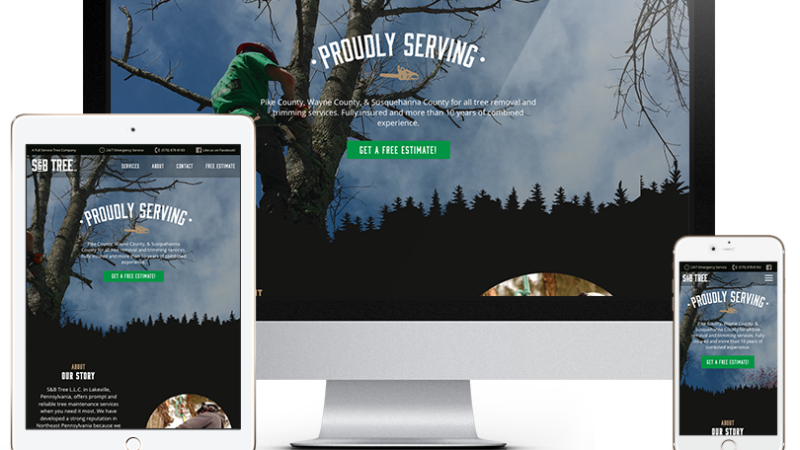 PROUDLY SERVING
Pike County, Wayne County, & Susquehanna County for all tree removal and
trimming services. Fully insured and more than 10 years of combined
experience.
GET A FREE ESTIMATE!
A Full Service Tree Company
24/7 Emergency Service
Like us on Facebook!
S&B TREE
SERVICES
ABOUT
CONTACT
FREE ESTIMATE
PROUDLY SERVING
Pike County, Wayne County, & Susquehanna
County for all tree removal and trimming services.
Fully insured and more than 10 years of combined
experience.
GET A FREE ESTIMATE!
ABOUT
OUR STORY
S&B Tree L.L.C. in Lakeville,
Pennsylvania, offers prompt and
reliable tree maintenance services
when you need it most. We have
developed a strong reputation in
Northeast Pennsylvania because we
24/7 Emergency Service
S&B TREE
PROUDLY SERVING
Pike County, Wayne County, &
Susquehanna County for all tree
removal and trimming services. Fully
insured and more than 10 years of
combined experience.
GET A FREE ESTIMATE!
ABOUT
OUR STORY